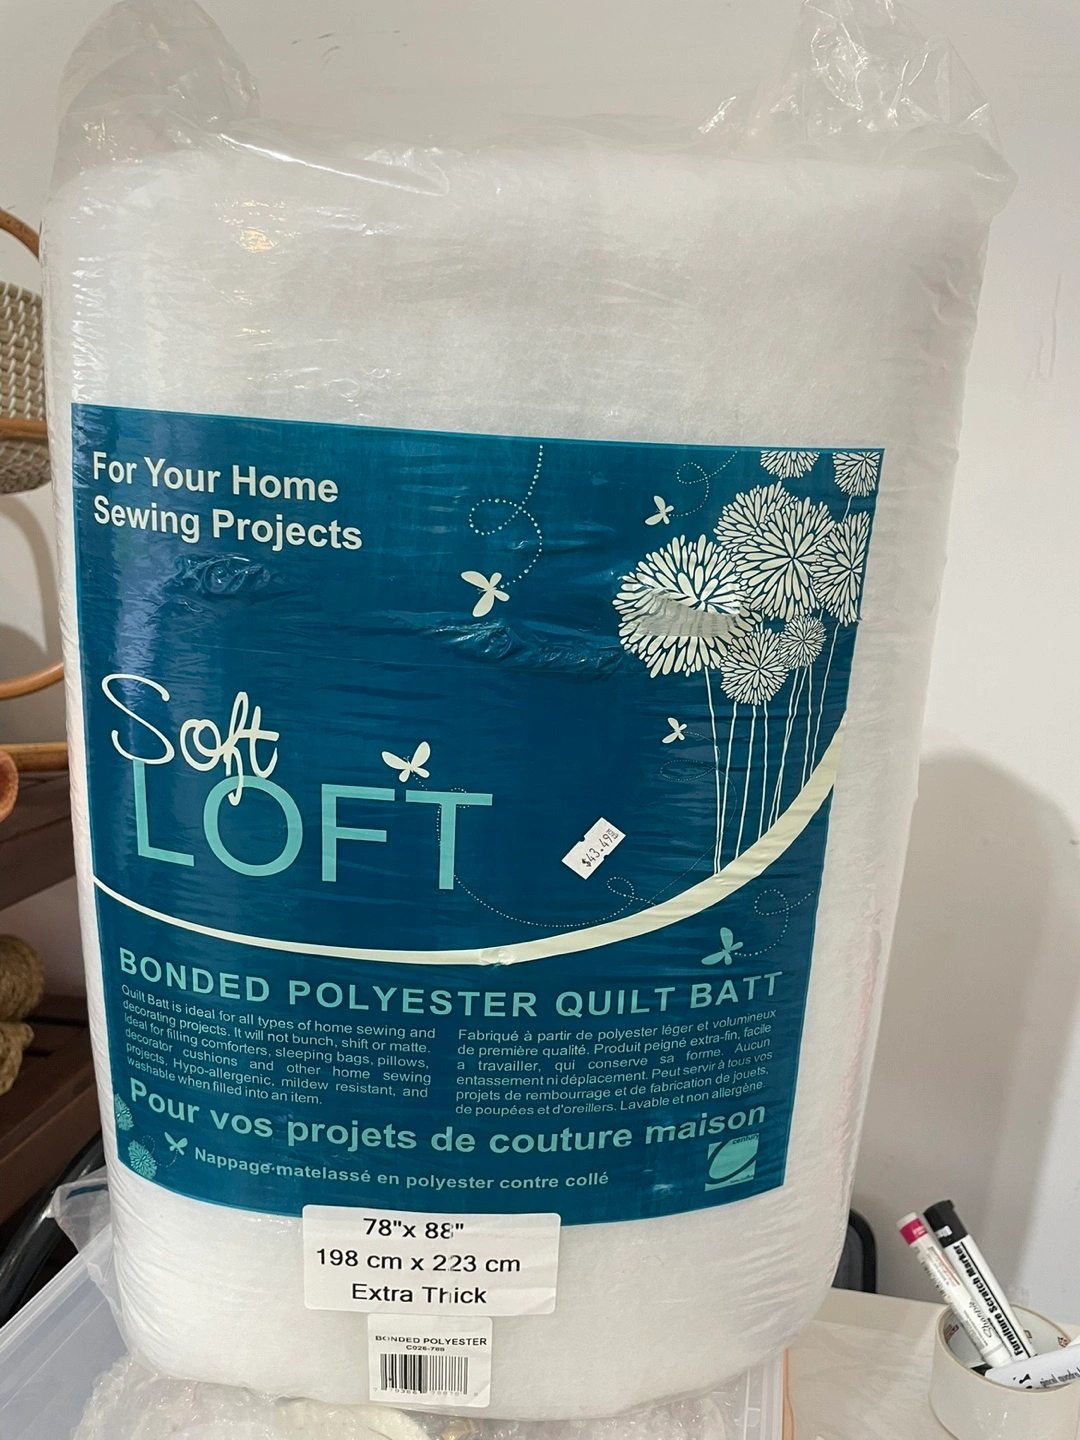 For Your Home
Sewing Projects
Soft
LOFT
$43.49
BONDED POLYESTER QUILT BATT
Quilt Batt is ideal for all types of home sewing and
decorating projects. It will not bunch, shift or matte.
Ideal for filling comforters, sleeping bags, pillows,
decorator cushions and other home sewing
projects. Hypo-allergenic, mildew resistant, and
washable when filled into an item.
Fabriqué à partir de polyester léger et volumineux
de première qualité. Produit peigné extra-fin, facile
a travailler, qui conserve sa forme. Aucun
entassement ni déplacement. Peut servir à tous vos
projets de rembourrage et de fabrication de jouets,
de poupées et d'oreillers. Lavable et non allergène.
Pour vos projets de couture maison
Nappage matelassé en polyester contre collé
century
78"x 88"
198 cm x 223 cm
Extra Thick
BONDED POLYESTER
Sharpie
Furniture Scratch Marker